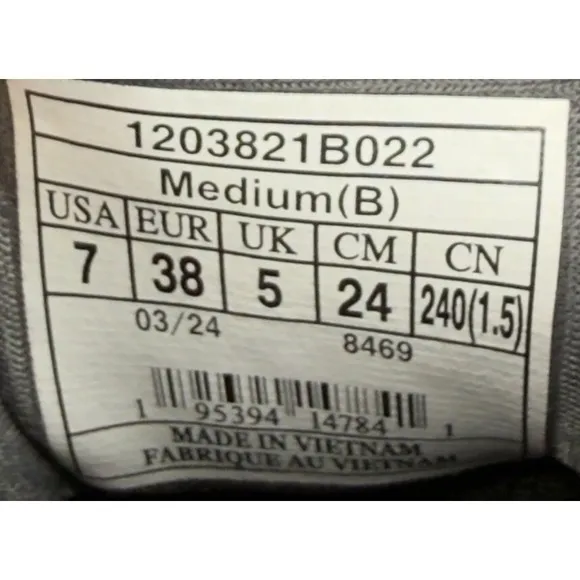 1203821B022
Medium(B)
USA EUR UK CM CN
7 38 5 24 240(1.5)
03/24 8469
1 95394 14784 1
MADE IN VIETNAM
FABRIQUE AU VIETNAM